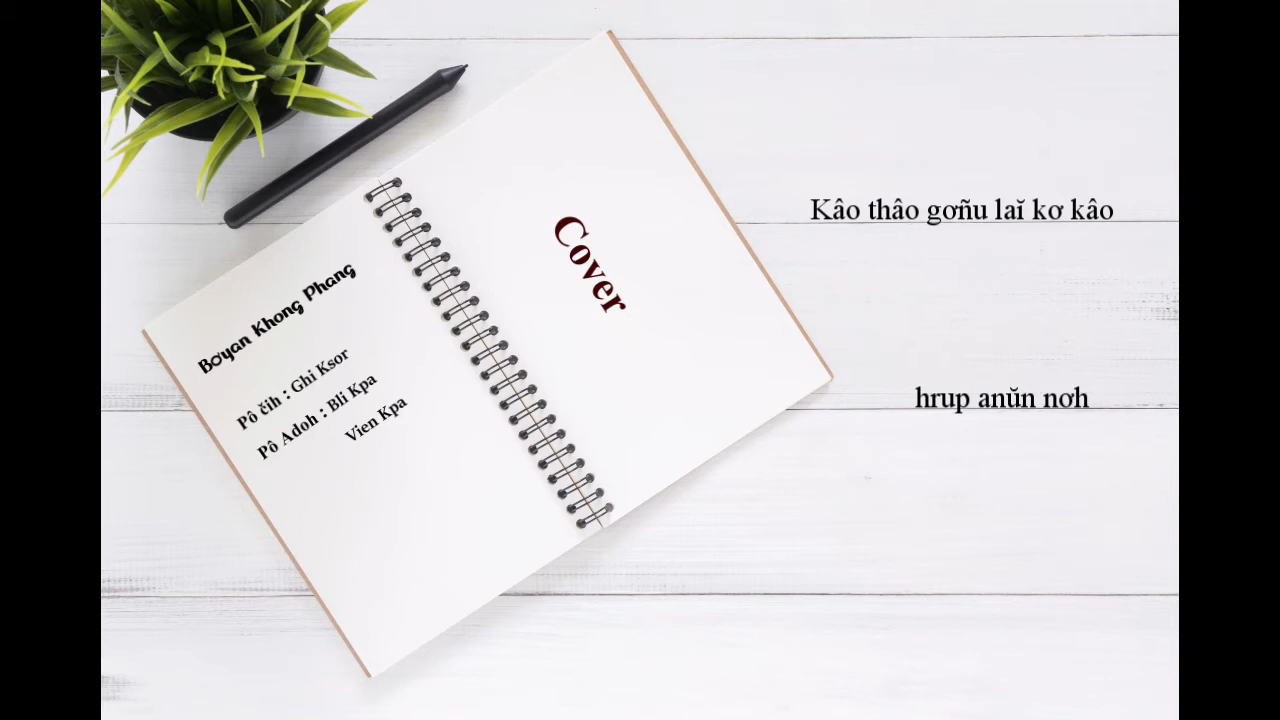 Bơyan Khong Phang
Pô čih : Ghi Ksor
Pô Adoh : Bli Kpa
Vien Kpa
Cover
Kâo thâo gơñu laĭ kơ kâo
hrup anŭn nơh